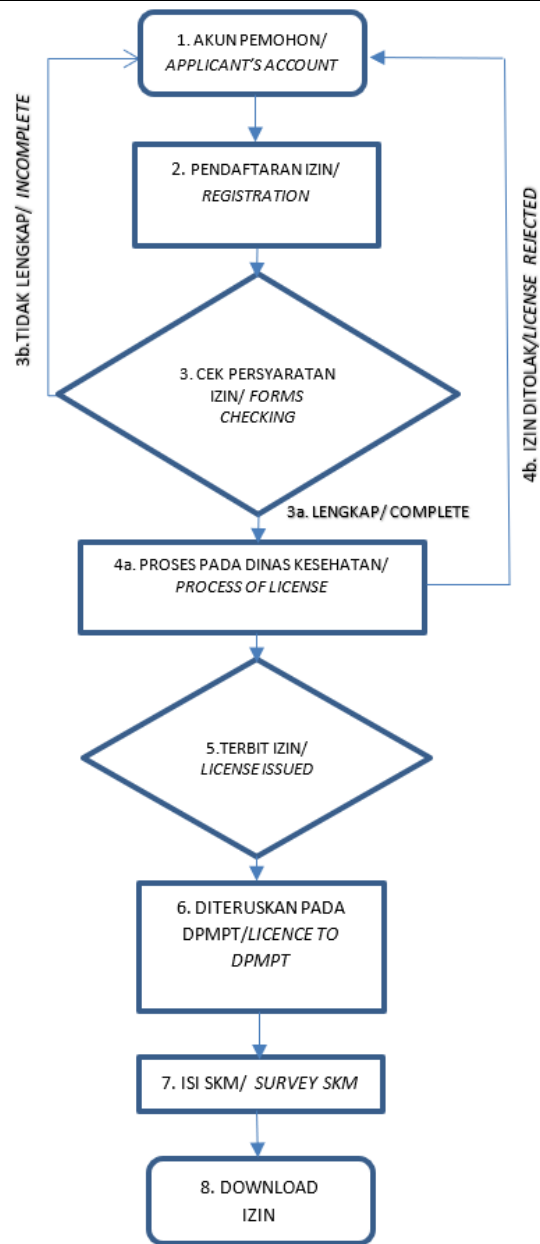 1. AKUN PEMOHON/
APPLICANT'S ACCOUNT
2. PENDAFTARAN IZIN/
REGISTRATION
3b.TIDAK LENGKAP/ INCOMPLETE
3. CEK PERSYARATAN
IZIN/ FORMS
CHECKING
4b. IZIN DITOLAK/LICENSE REJECTED
3a. LENGKAP/ COMPLETE
4a. PROSES PADA DINAS KESEHATAN/
PROCESS OF LICENSE
5.TERBIT IZIN/
LICENSE ISSUED
6. DITERUSKAN PADA
DPMPT/LICENCE TO
DPMPT
7. ISI SKM/ SURVEY SKM
8. DOWNLOAD
IZIN